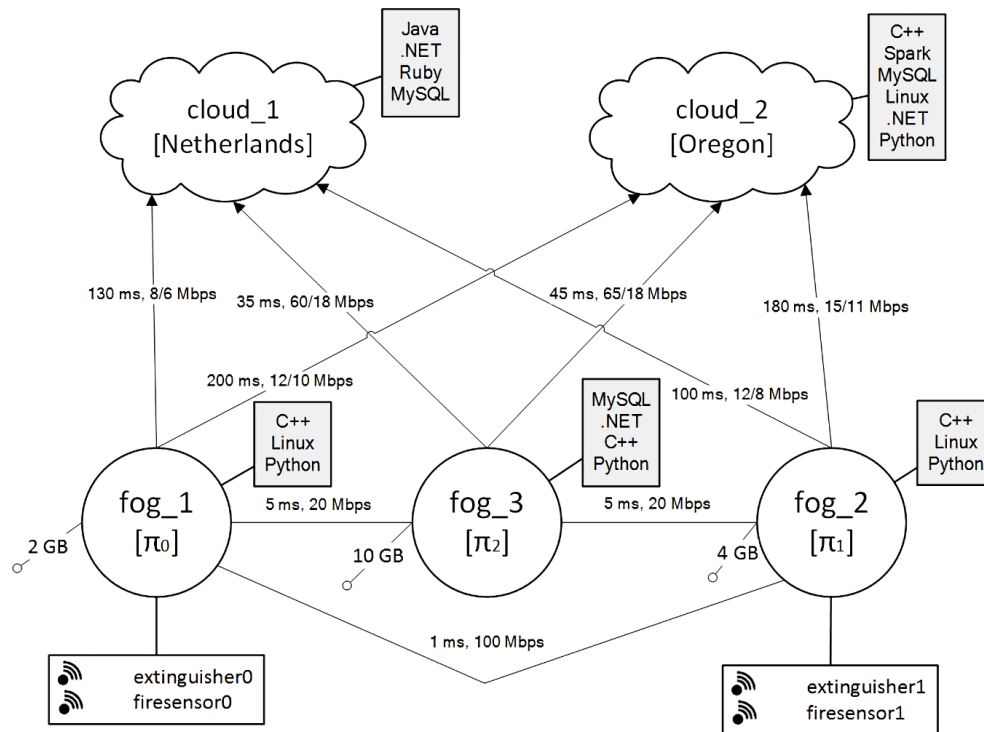 Java
.NET
Ruby
MySQL
C++
Spark
MySQL
Linux
.NET
Python
cloud_1
[Netherlands]
cloud_2
[Oregon]
130 ms, 8/6 Mbps
35 ms, 60/18 Mbps
45 ms, 65/18 Mbps
180 ms, 15/11 Mbps
200 ms, 12/10 Mbps
100 ms, 12/8 Mbps
C++
Linux
Python
MySQL
.NET
C++
Python
C++
Linux
Python
fog_1
[π₀]
fog_3
[π₂]
fog_2
[π₁]
5 ms, 20 Mbps
5 ms, 20 Mbps
2 GB
10 GB
4 GB
1 ms, 100 Mbps
extinguisher0
firesensor0
extinguisher1
firesensor1